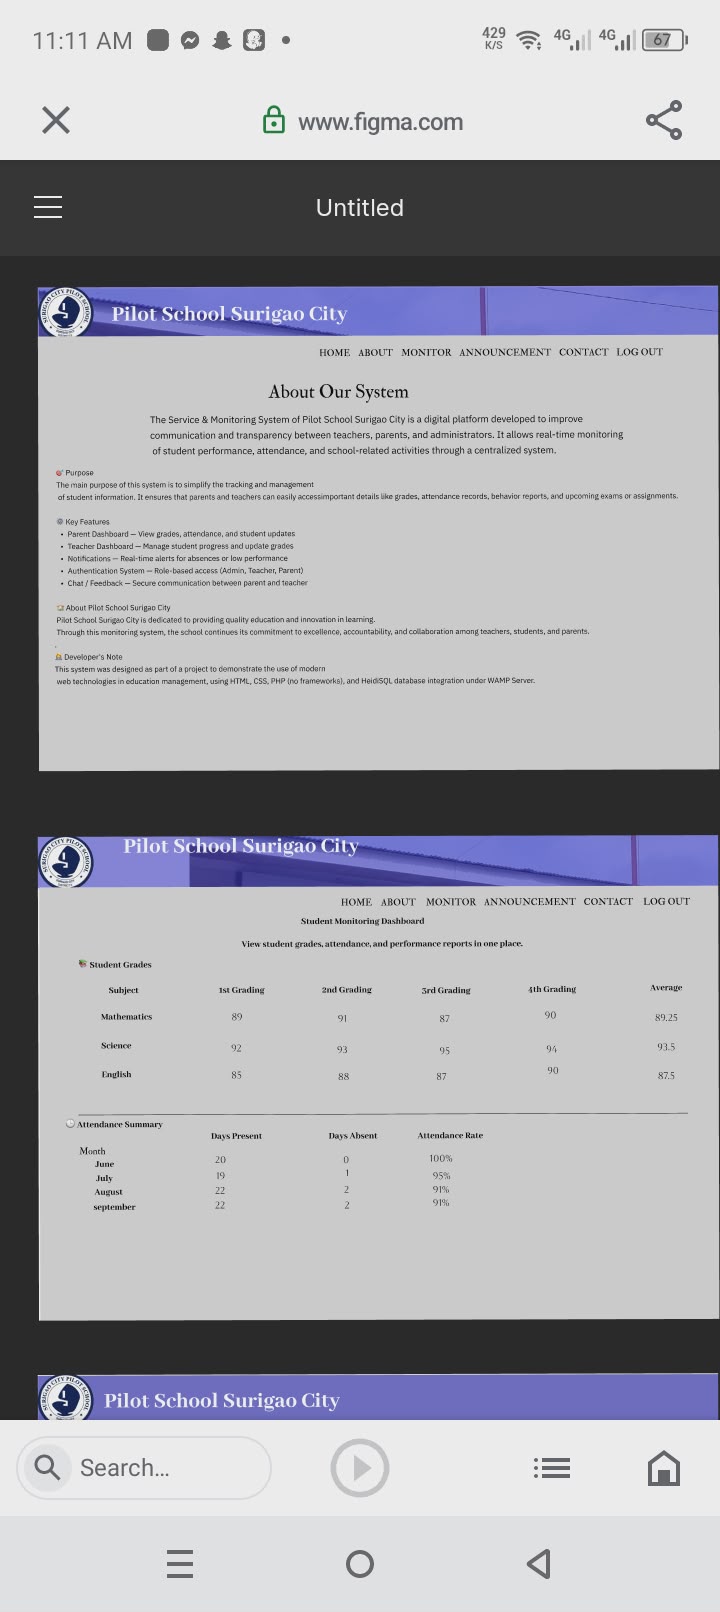 11:11 AM
429
K/S
4G
4G
67
www.figma.com
Untitled
Pilot School Surigao City
HOME ABOUT MONITOR ANNOUNCEMENT CONTACT LOG OUT
About Our System
The Service & Monitoring System of Pilot School Surigao City is a digital platform developed to improve
communication and transparency between teachers, parents, and administrators. It allows real-time monitoring
of student performance, attendance, and school-related activities through a centralized system.
🎯 Purpose
The main purpose of this system is to simplify the tracking and management
of student information. It ensures that parents and teachers can easily accessimportant details like grades, attendance records, behavior reports, and upcoming exams or assignments.
Key Features
• Parent Dashboard — View grades, attendance, and student updates
• Teacher Dashboard — Manage student progress and update grades
• Notifications — Real-time alerts for absences or low performance
• Authentication System — Role-based access (Admin, Teacher, Parent)
• Chat / Feedback — Secure communication between parent and teacher
About Pilot School Surigao City
Pilot School Surigao City is dedicated to providing quality education and innovation in learning.
Through this monitoring system, the school continues its commitment to excellence, accountability, and collaboration among teachers, students, and parents.
Developer's Note
This system was designed as part of a project to demonstrate the use of modern
web technologies in education management, using HTML, CSS, PHP (no frameworks), and HeidiSQL database integration under WAMP Server.
SURIGAO CITY PILOT SCHOOL
Pilot School Surigao City
HOME ABOUT MONITOR ANNOUNCEMENT CONTACT LOG OUT
Student Monitoring Dashboard
View student grades, attendance, and performance reports in one place.
Student Grades
Subject 1st Grading 2nd Grading 3rd Grading 4th Grading Average
Mathematics 89 91 87 90 89.25
Science 92 93 95 94 93.5
English 85 88 87 90 87.5
Attendance Summary
Days Present Days Absent Attendance Rate
Month
June 20 0 100%
July 19 1 95%
August 22 2 91%
september 22 2 91%
Pilot School Surigao City
Search...